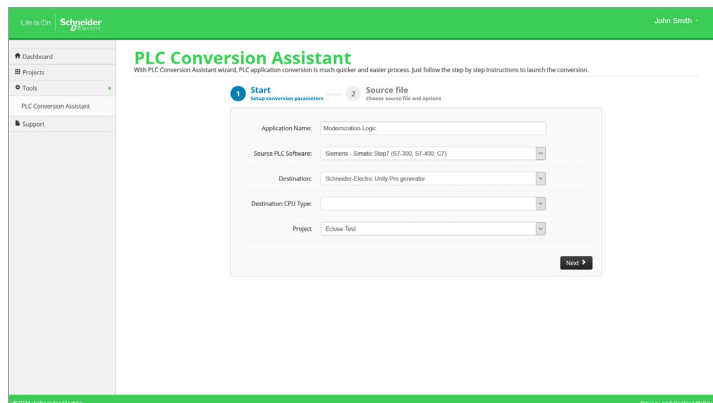 Life Is On
Schneider
Electric
John Smith
Dashboard
Projects
Tools
PLC Conversion Assistant
Support
PLC Conversion Assistant
With PLC Conversion Assistant wizard, PLC application conversion is much quicker and easier process. Just follow the step by step Instructions to launch the conversion.
1 Start
Setup conversion parameters
2 Source file
Choose source file and options
Application Name: Modernization-Logic
Source PLC Software: Siemens - Simatic Step7 (S7-300, S7-400, C7)
Destination: Schneider-Electric Unity Pro generator
Destination CPU Type:
Project Ecluse-Test
Next
Schneider Electric
Privacy and Cookies Policy